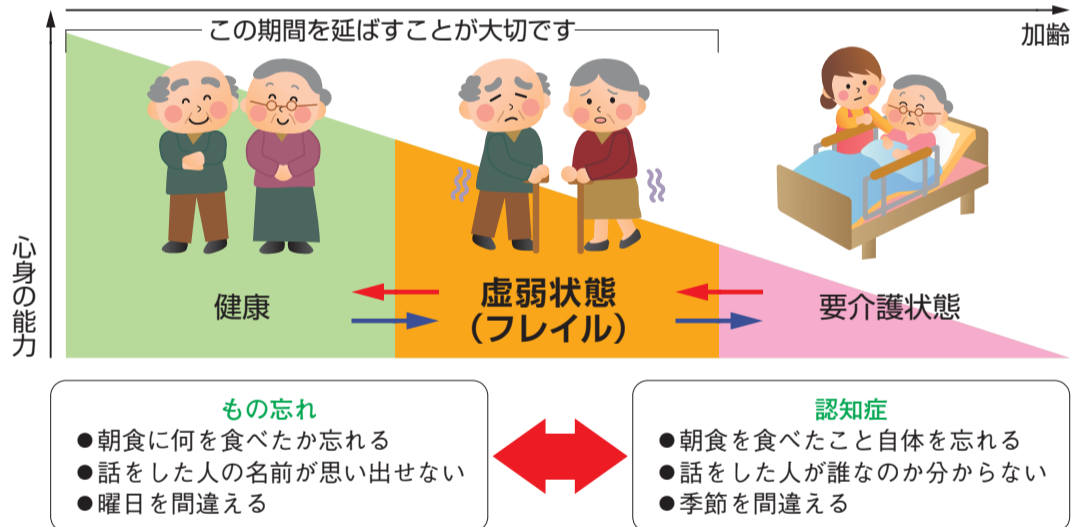 この期間を延ばすことが大切です
加齢
心身の能力
健康
虚弱状態
（フレイル）
要介護状態
もの忘れ
●朝食に何を食べたか忘れる
●話をした人の名前が思い出せない
●曜日を間違える
認知症
●朝食を食べたこと自体を忘れる
●話をした人が誰なのか分からない
●季節を間違える